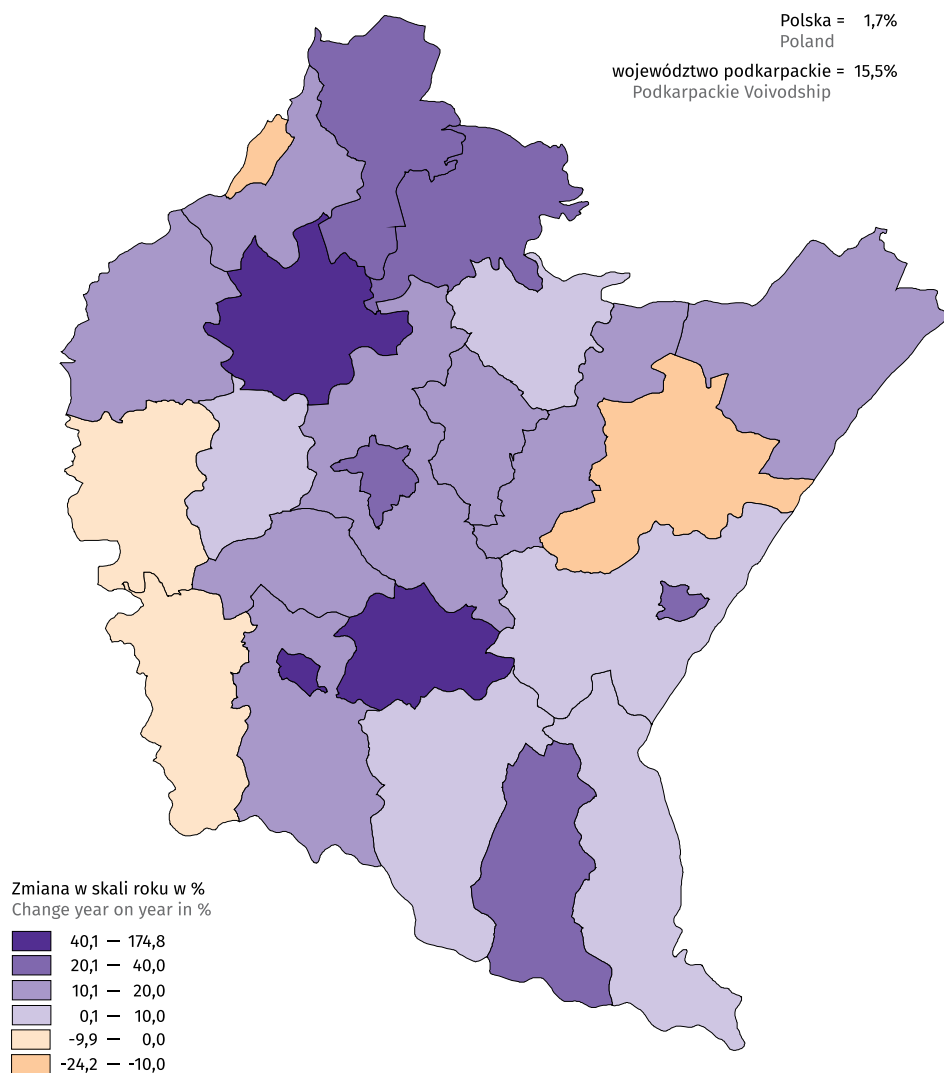 Polska = 1,7%
Poland
województwo podkarpackie = 15,5%
Podkarpackie Voivodship
Zmiana w skali roku w %
Change year on year in %
40,1 — 174,8
20,1 — 40,0
10,1 — 20,0
0,1 — 10,0
-9,9 — 0,0
-24,2 — -10,0